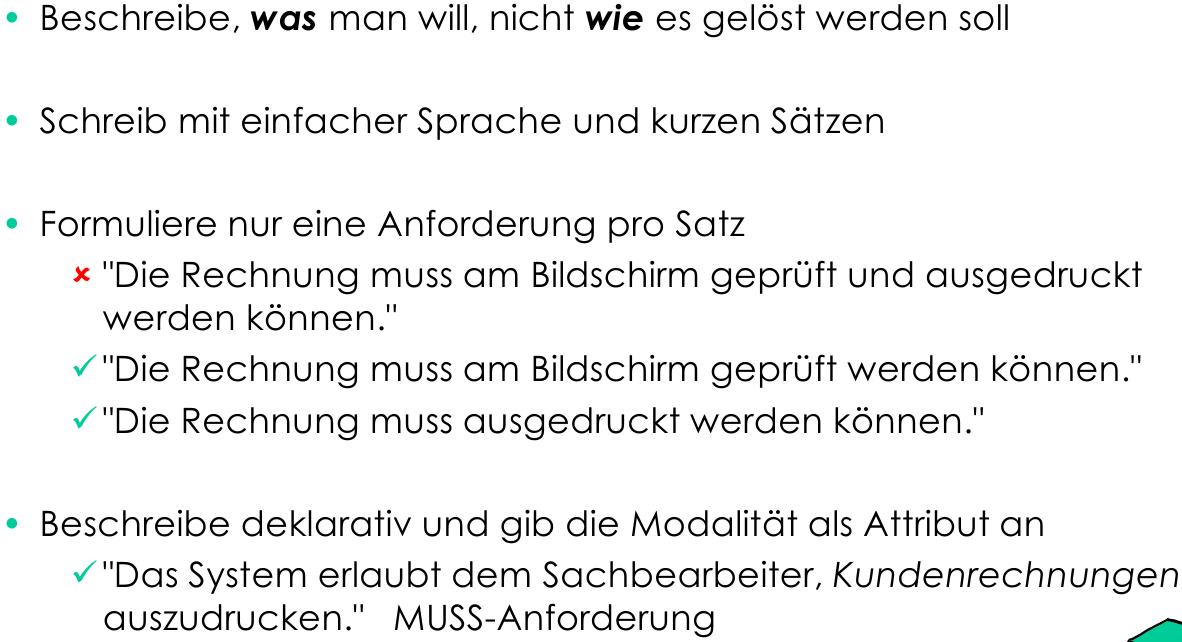 • Beschreibe, was man will, nicht wie es gelöst werden soll
• Schreib mit einfacher Sprache und kurzen Sätzen
• Formuliere nur eine Anforderung pro Satz
✘ "Die Rechnung muss am Bildschirm geprüft und ausgedruckt
werden können."
✓ "Die Rechnung muss am Bildschirm geprüft werden können."
✓ "Die Rechnung muss ausgedruckt werden können."
• Beschreibe deklarativ und gib die Modalität als Attribut an
✓ "Das System erlaubt dem Sachbearbeiter, Kundenrechnungen
auszudrucken." MUSS-Anforderung